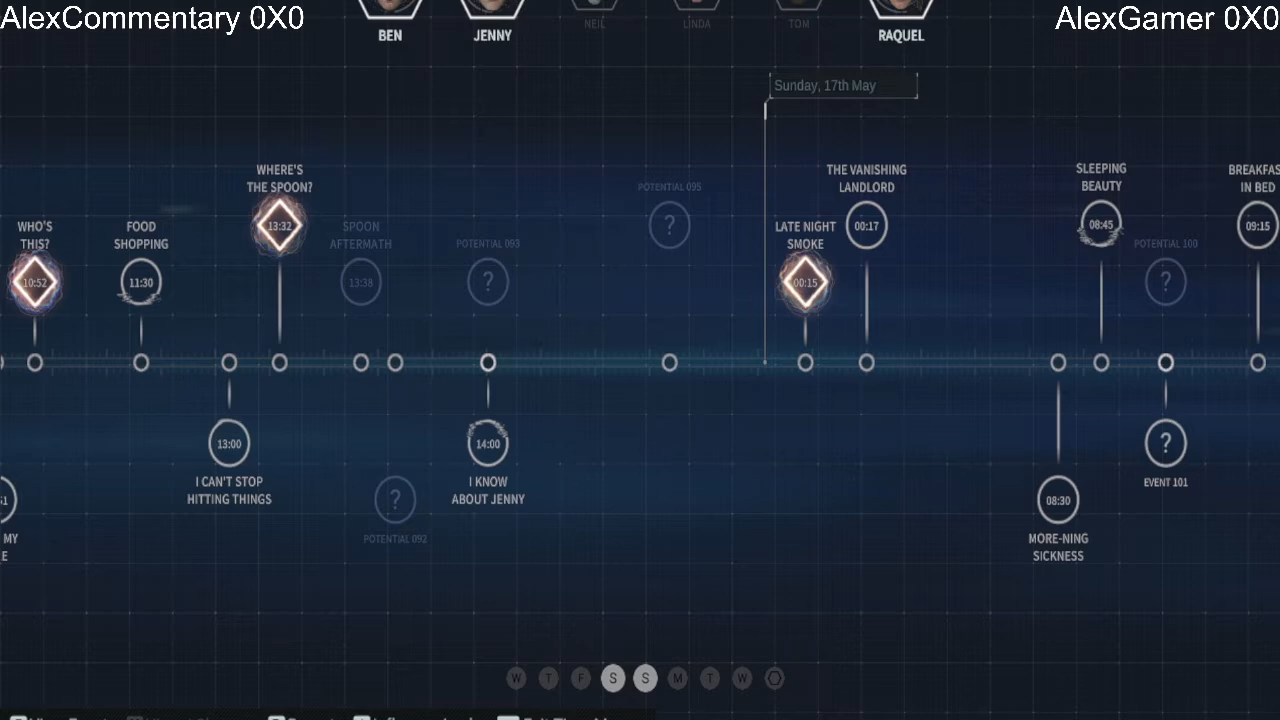 AlexCommentary 0X0
AlexGamer 0X0
BEN
JENNY
NEIL
LINDA
TOM
RAQUEL
Sunday, 17th May
WHO'S
THIS?
10:52
FOOD
SHOPPING
11:30
WHERE'S
THE SPOON?
13:32
SPOON
AFTERMATH
13:38
POTENTIAL 093
?
POTENTIAL 095
?
LATE NIGHT
SMOKE
00:15
THE VANISHING
LANDLORD
00:17
SLEEPING
BEAUTY
08:45
POTENTIAL 100
?
BREAKFAS
IN BED
09:15
MY
E
13:00
I CAN'T STOP
HITTING THINGS
?
POTENTIAL 092
14:00
I KNOW
ABOUT JENNY
08:30
MORE-NING
SICKNESS
?
EVENT 101
W T F S S M T W